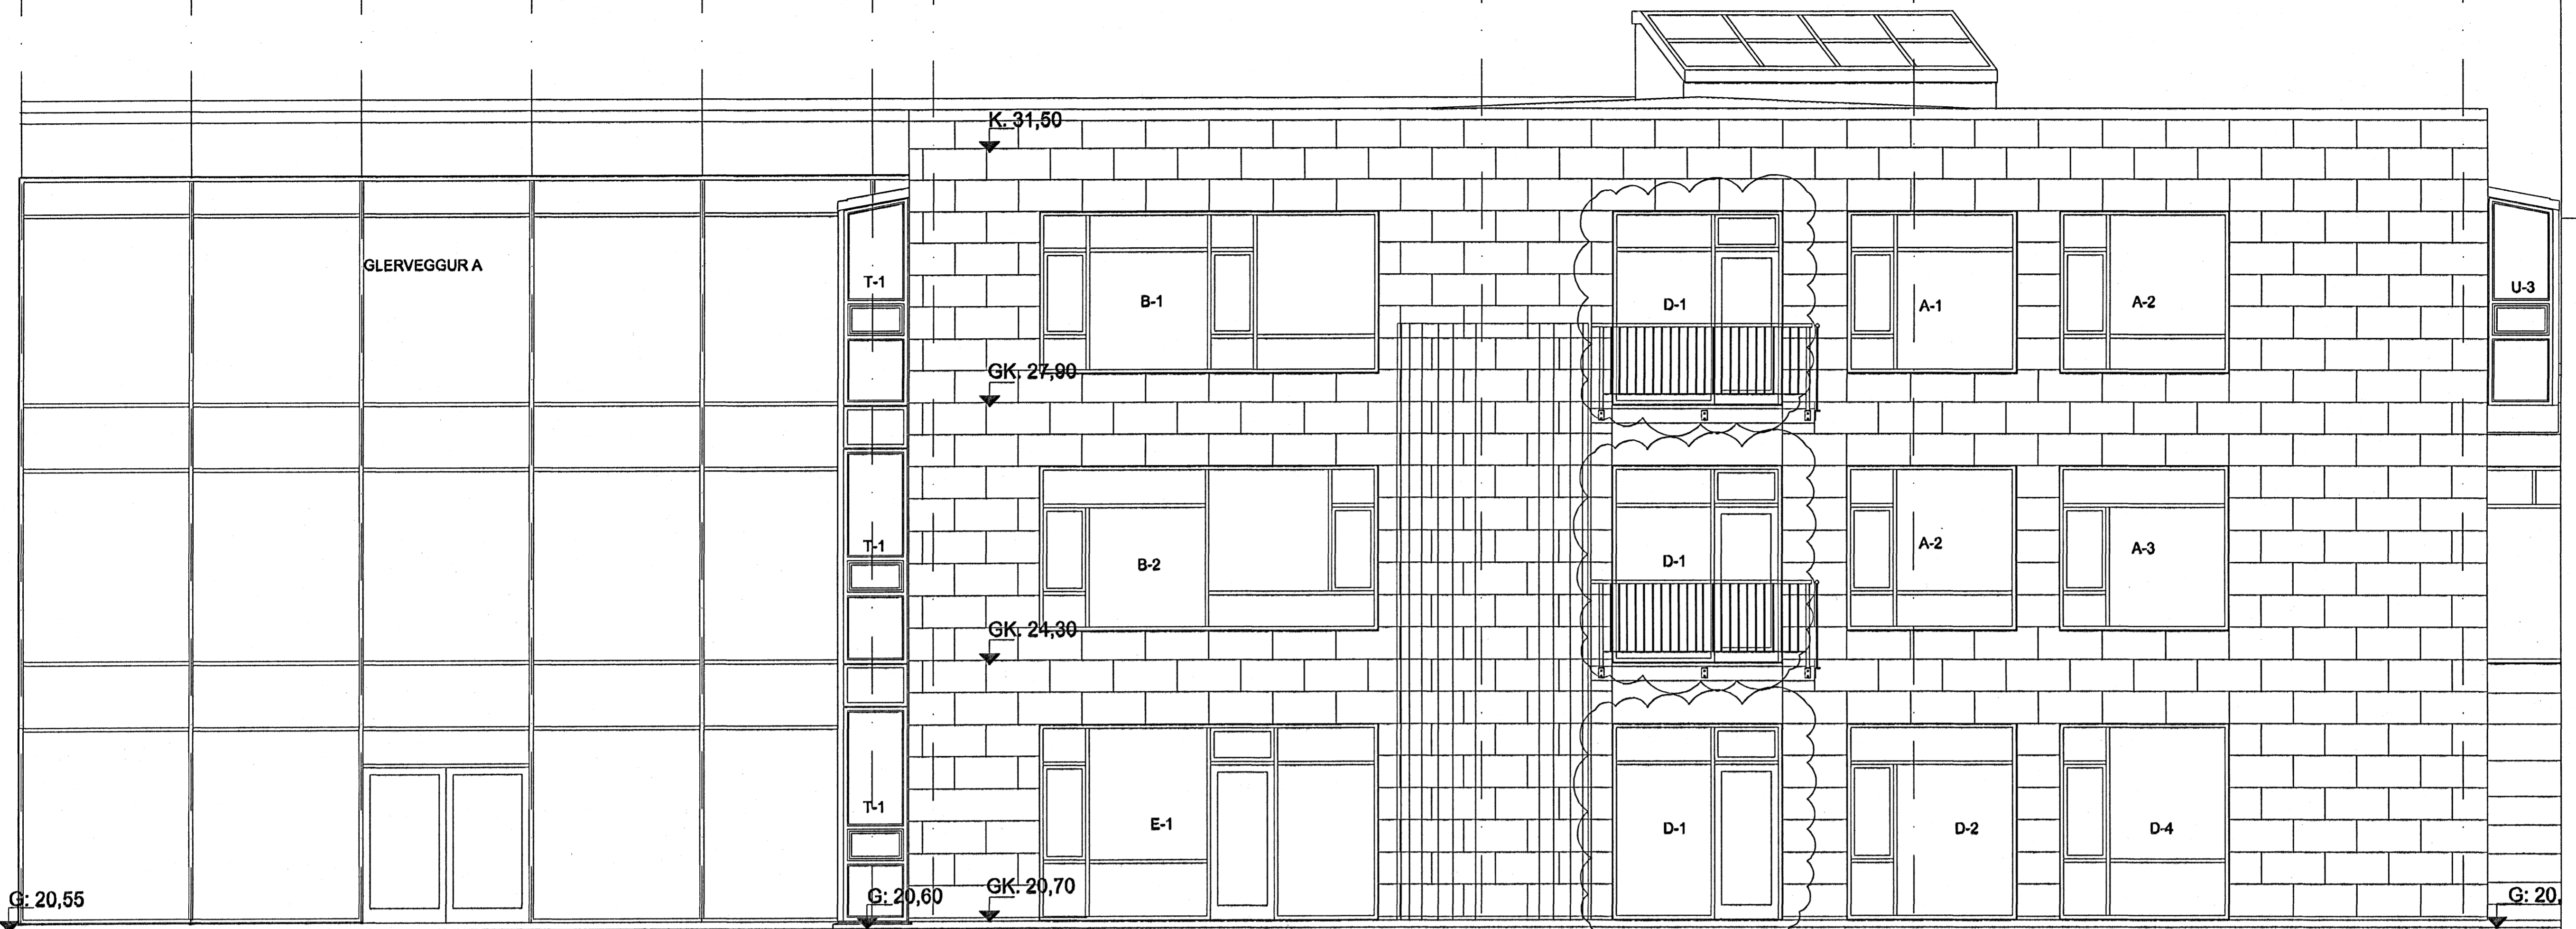 K. 31,50
GLERVEGGUR A
T-1
B-1
D-1
A-1
A-2
U-3
GK. 27,90
T-1
B-2
D-1
A-2
A-3
GK. 24,30
T-1
E-1
D-1
D-2
D-4
G: 20,55
G: 20,60
GK. 20,70
G: 20,